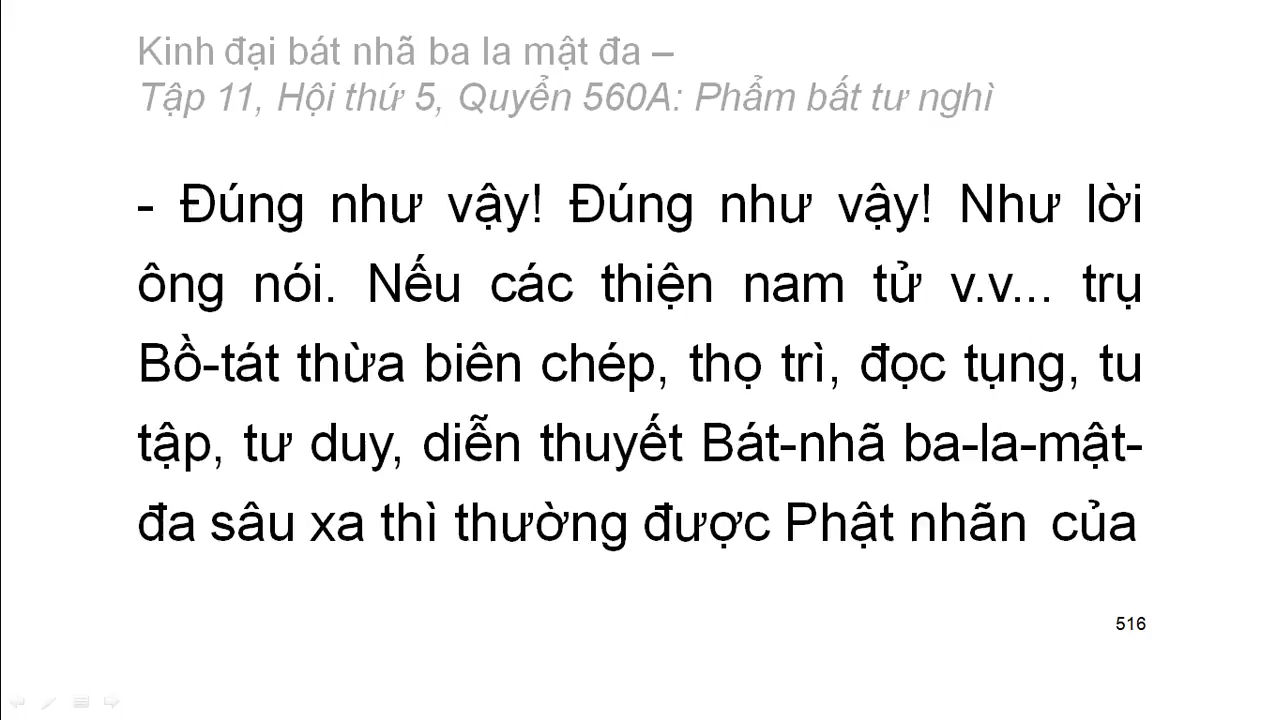 Kinh đại bát nhã ba la mật đa –
Tập 11, Hội thứ 5, Quyển 560A: Phẩm bất tư nghì
- Đúng như vậy! Đúng như vậy! Như lời
ông nói. Nếu các thiện nam tử v.v... trụ
Bồ-tát thừa biên chép, thọ trì, đọc tụng, tu
tập, tư duy, diễn thuyết Bát-nhã ba-la-mật-
đa sâu xa thì thường được Phật nhãn của
516